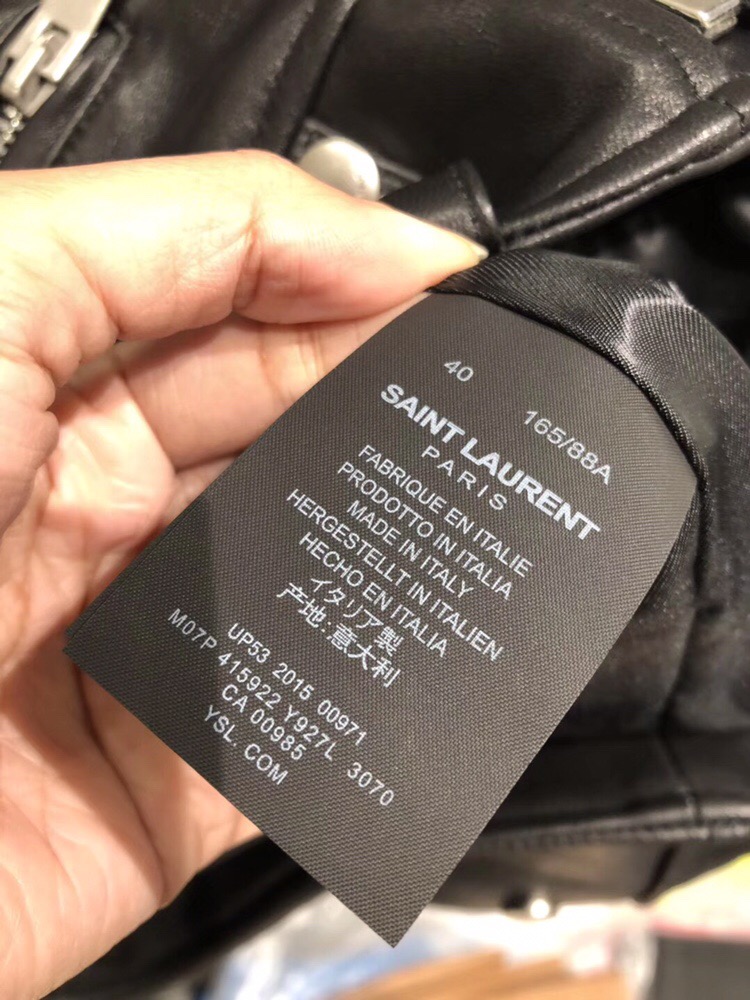 40 165/88A
SAINT LAURENT
PARIS
FABRIQUE EN ITALIE
PRODOTTO IN ITALIA
MADE IN ITALY
HERGESTELLT IN ITALIEN
HECHO EN ITALIA
イタリア製
产地:意大利
UP53 2015 00971
M07P 415922 Y927L 3070
CA 00985
YSL.COM